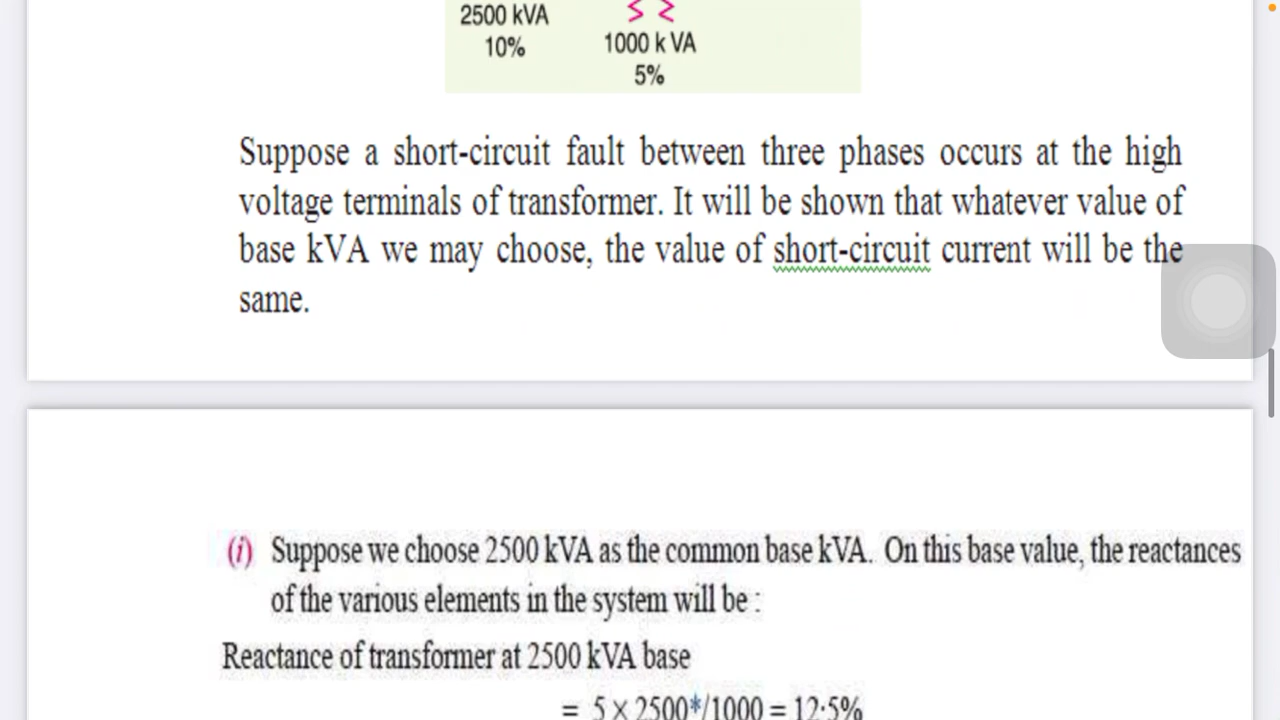 2500 kVA
10%
1000 k VA
5%
Suppose a short-circuit fault between three phases occurs at the high
voltage terminals of transformer. It will be shown that whatever value of
base kVA we may choose, the value of short-circuit current will be the
same.
(i) Suppose we choose 2500 kVA as the common base kVA. On this base value, the reactances
of the various elements in the system will be :
Reactance of transformer at 2500 kVA base
= 5 × 2500*/1000 = 12·5%